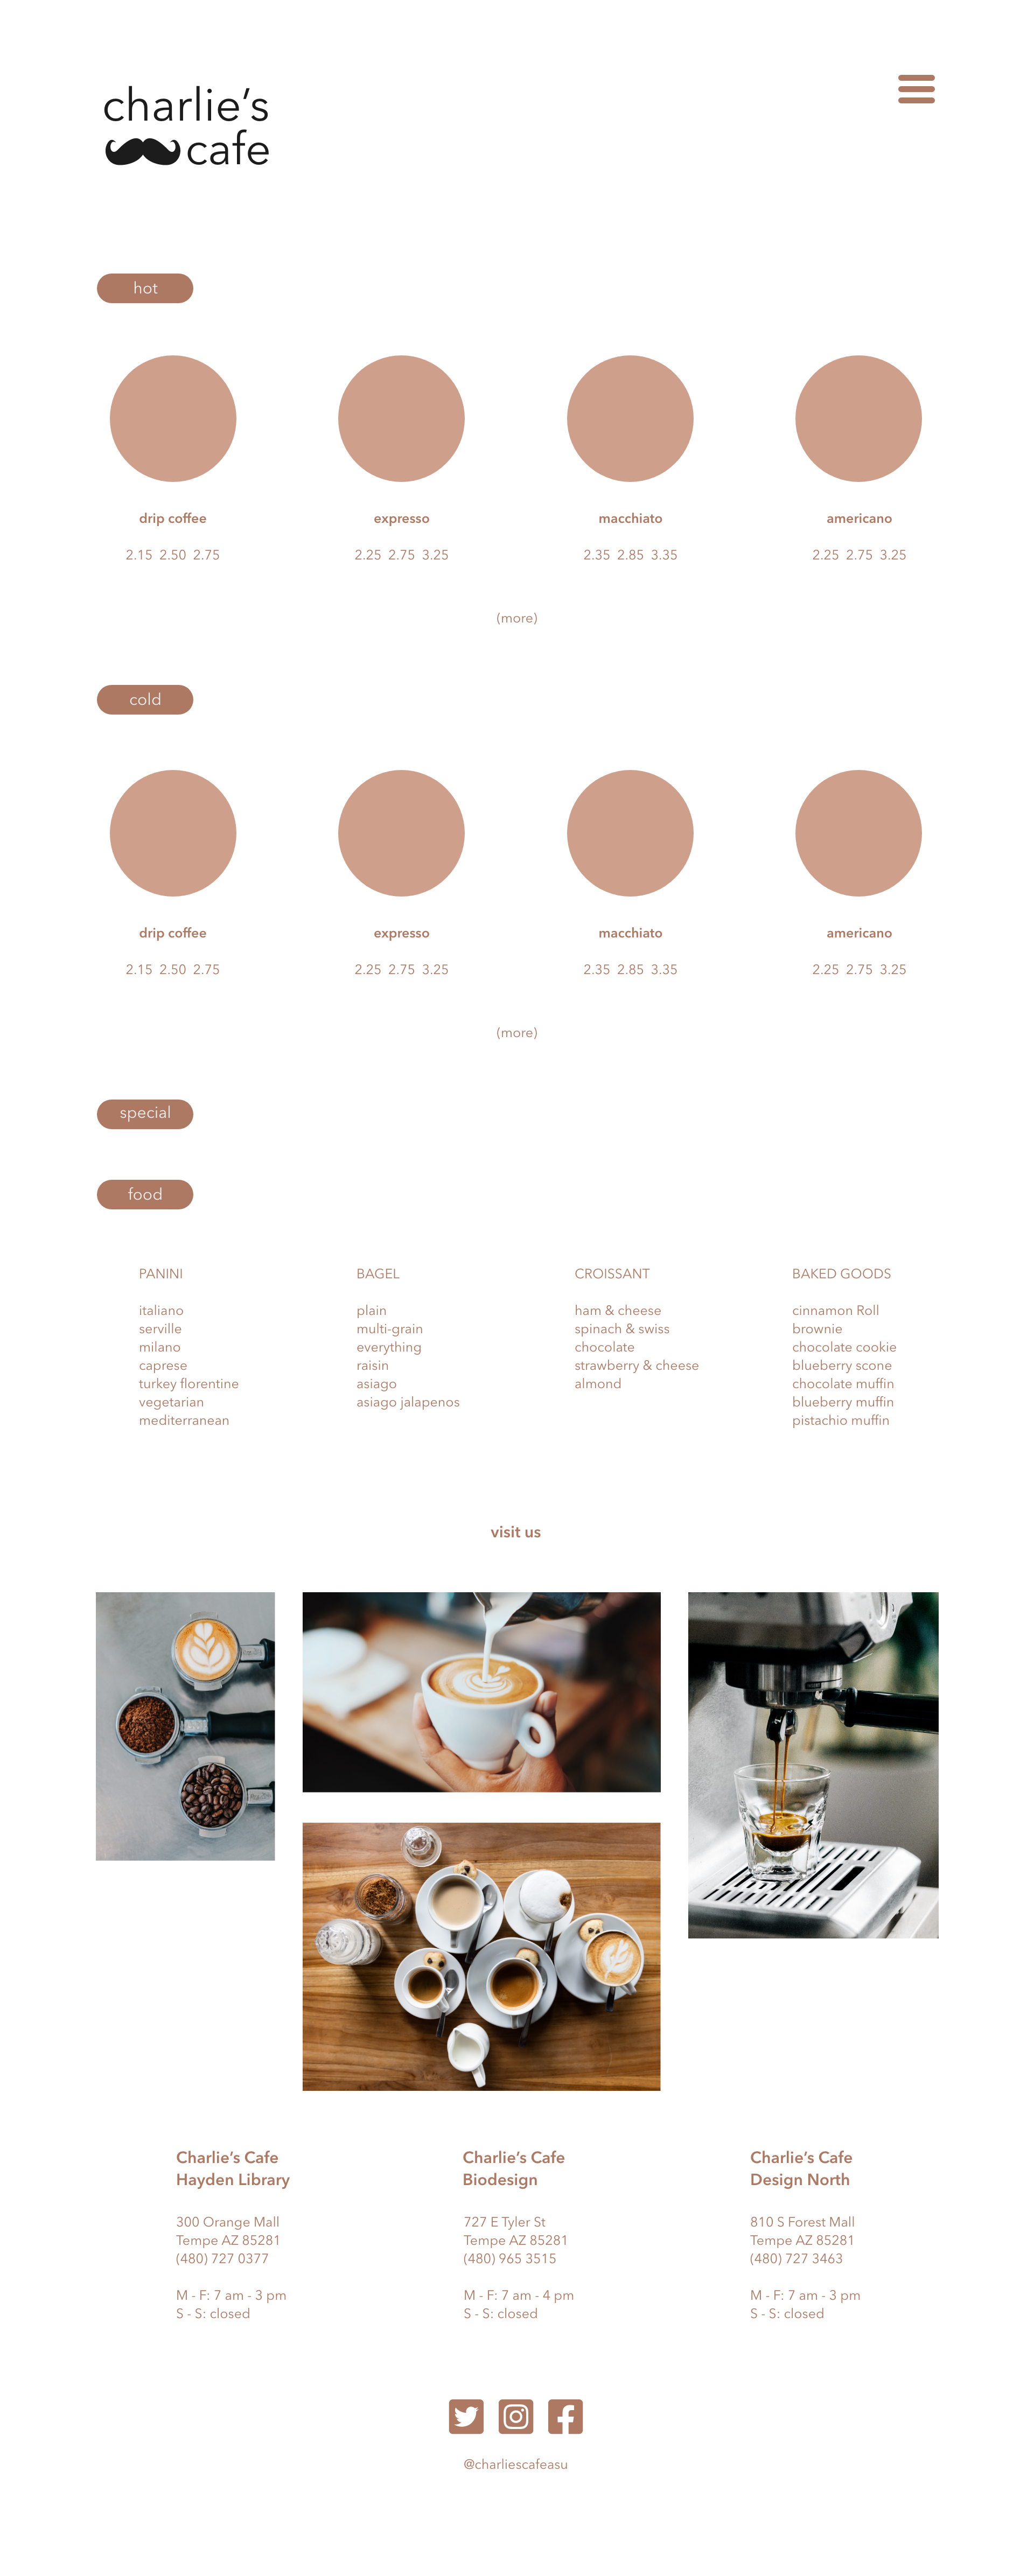 charlie’s
cafe
hot
drip coffee
expresso
macchiato
americano
2.15 2.50 2.75
2.25 2.75 3.25
2.35 2.85 3.35
2.25 2.75 3.25
(more)
cold
drip coffee
expresso
macchiato
americano
2.15 2.50 2.75
2.25 2.75 3.25
2.35 2.85 3.35
2.25 2.75 3.25
(more)
special
food
PANINI
italiano
serville
milano
caprese
turkey florentine
vegetarian
mediterranean
BAGEL
plain
multi-grain
everything
raisin
asiago
asiago jalapenos
CROISSANT
ham & cheese
spinach & swiss
chocolate
strawberry & cheese
almond
BAKED GOODS
cinnamon Roll
brownie
chocolate cookie
blueberry scone
chocolate muffin
blueberry muffin
pistachio muffin
visit us
Charlie’s Cafe
Hayden Library
300 Orange Mall
Tempe AZ 85281
(480) 727 0377
M - F: 7 am - 3 pm
S - S: closed
Charlie’s Cafe
Biodesign
727 E Tyler St
Tempe AZ 85281
(480) 965 3515
M - F: 7 am - 4 pm
S - S: closed
Charlie’s Cafe
Design North
810 S Forest Mall
Tempe AZ 85281
(480) 727 3463
M - F: 7 am - 3 pm
S - S: closed
@charliescafeasu